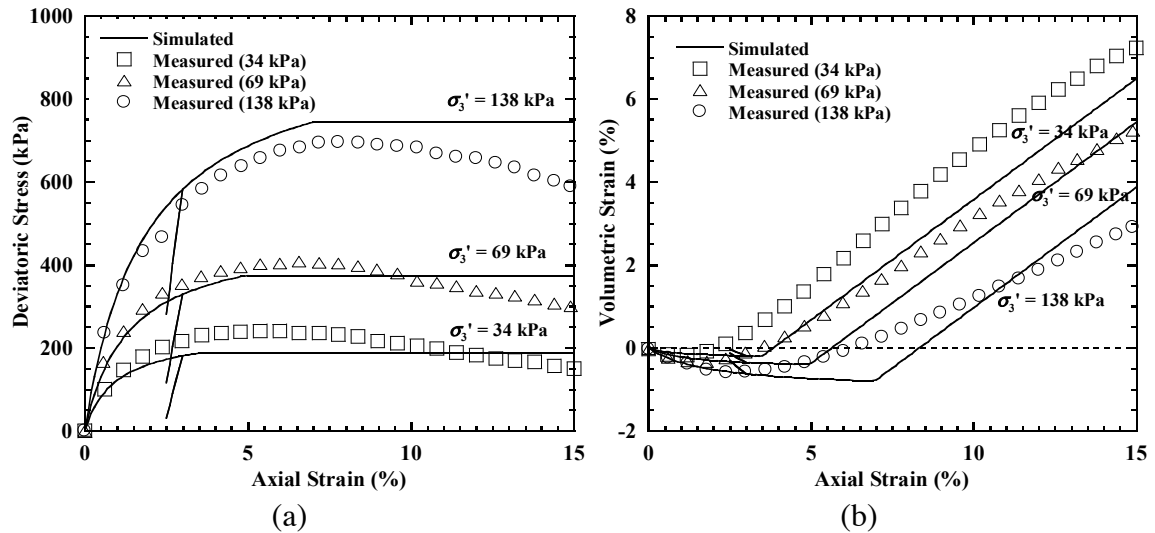 1000
800
600
400
200
0
Deviatoric Stress (kPa)
Simulated
Measured (34 kPa)
Measured (69 kPa)
Measured (138 kPa)
(a)
σ3' = 138 kPa
σ3' = 69 kPa
σ3' = 34 kPa
0 5 10 15
Axial Strain (%)
(a)
8
6
4
2
0
-2
Volumetric Strain (%)
Simulated
Measured (34 kPa)
Measured (69 kPa)
Measured (138 kPa)
(b)
σ3' = 34 kPa
σ3' = 69 kPa
σ3' = 138 kPa
0 5 10 15
Axial Strain (%)
(b)